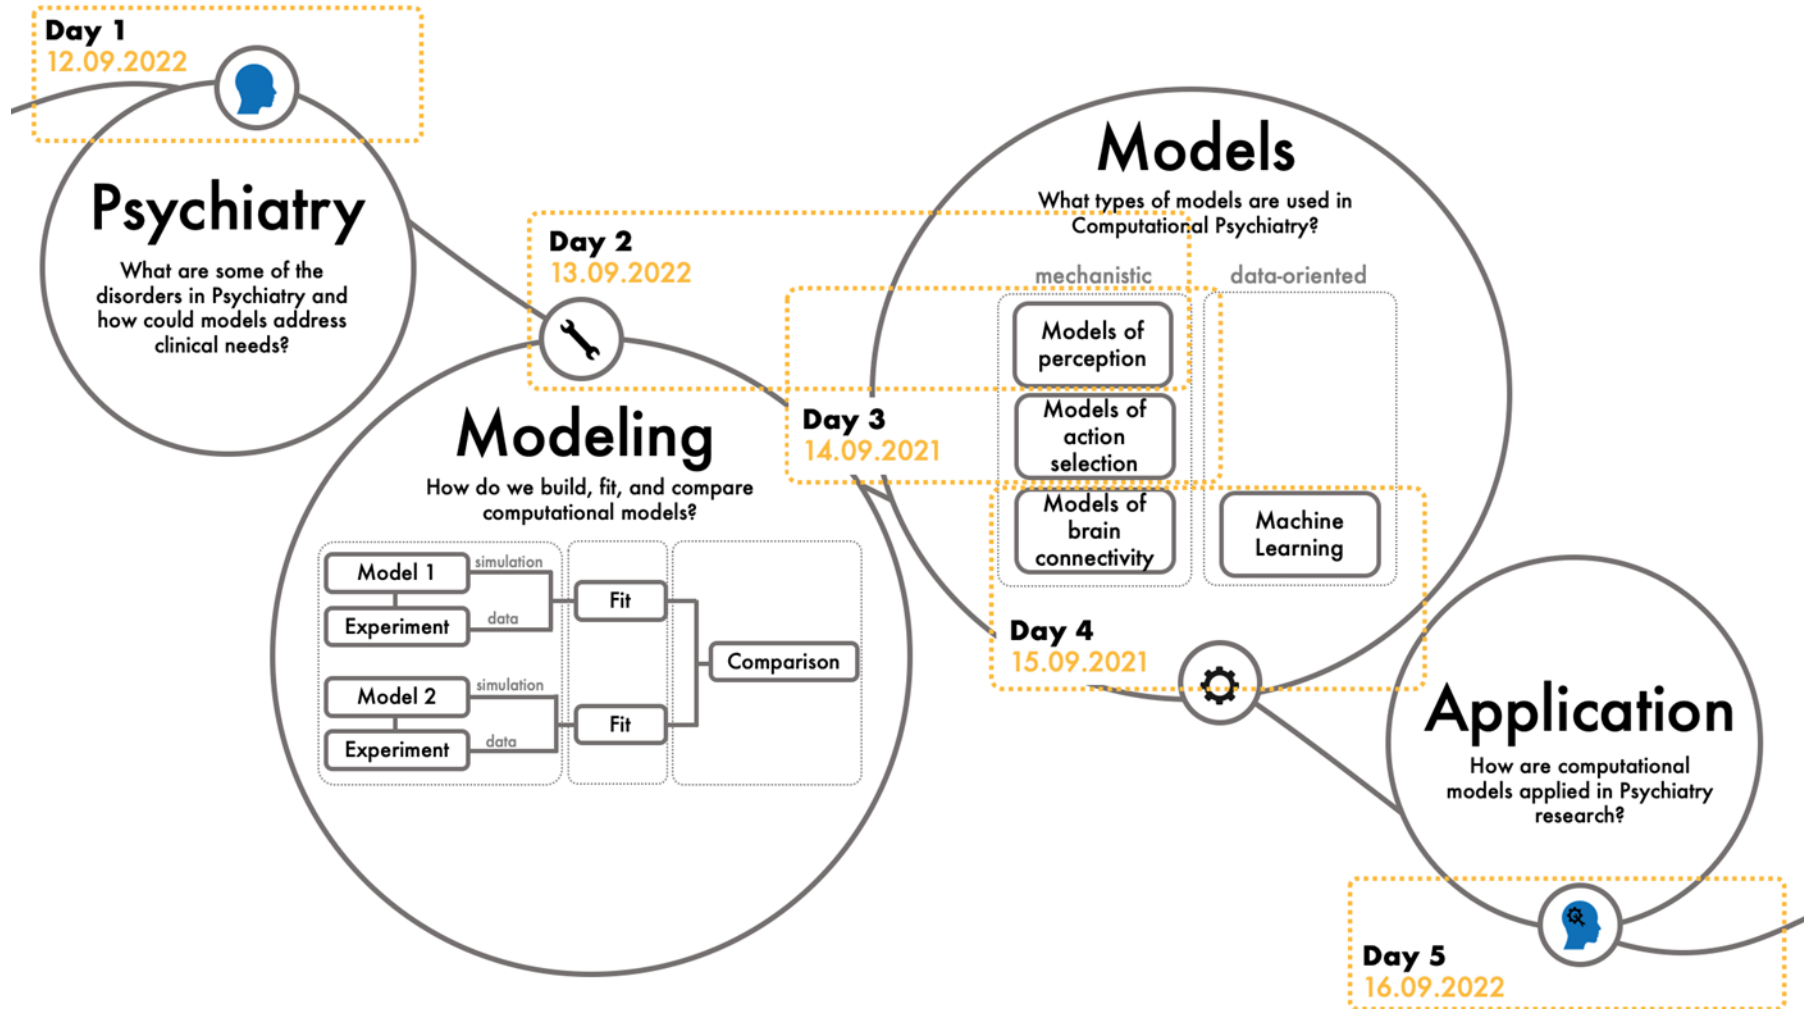 Day 1
12.09.2022
Psychiatry
What are some of the
disorders in Psychiatry and
how could models address
clinical needs?
Day 2
13.09.2022
Modeling
How do we build, fit, and compare
computational models?
Model 1
simulation
Experiment
data
Fit
Model 2
simulation
Experiment
data
Fit
Comparison
Day 3
14.09.2021
Models
What types of models are used in
Computational Psychiatry?
mechanistic
data-oriented
Models of
perception
Models of
action
selection
Models of
brain
connectivity
Machine
Learning
Day 4
15.09.2021
Application
How are computational
models applied in Psychiatry
research?
Day 5
16.09.2022